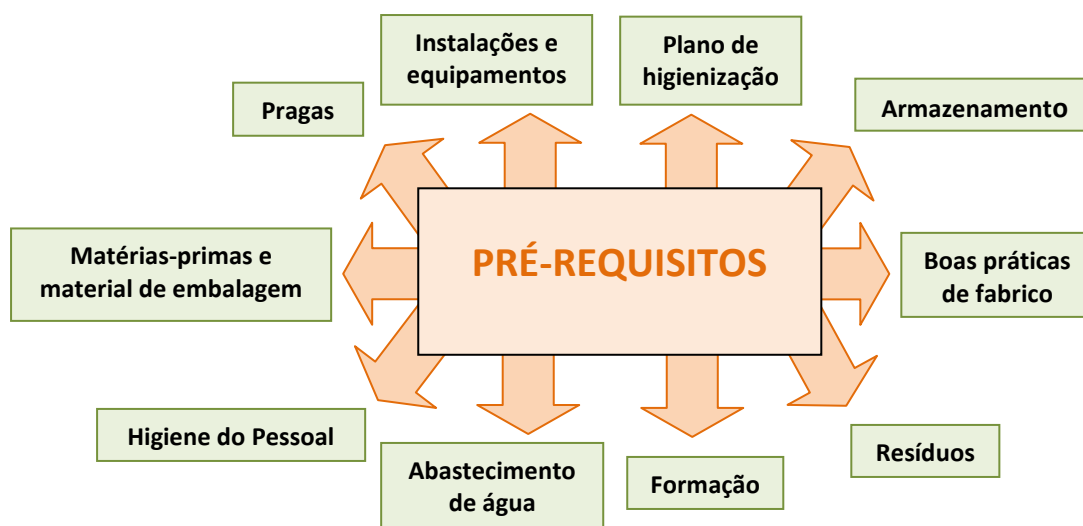 Instalações e
equipamentos
Plano de
higienização
Pragas
Armazenamento
Matérias-primas e
material de embalagem
PRÉ-REQUISITOS
Boas práticas
de fabrico
Higiene do Pessoal
Abastecimento
de água
Formação
Resíduos